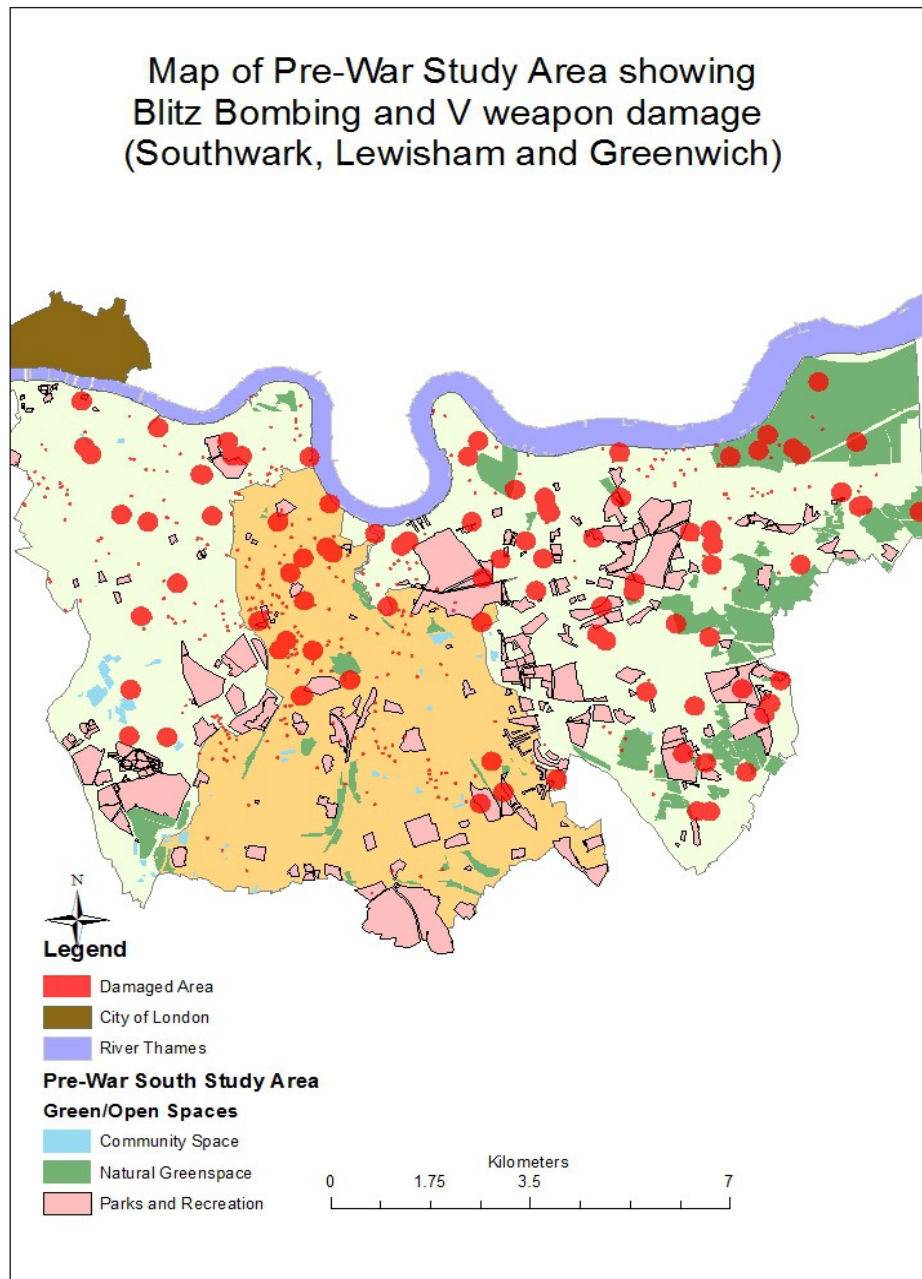 Map of Pre-War Study Area showing
Blitz Bombing and V weapon damage
(Southwark, Lewisham and Greenwich)
N
Legend
Damaged Area
City of London
River Thames
Pre-War South Study Area
Green/Open Spaces
Community Space
Natural Greenspace
Parks and Recreation
Kilometers
0 1.75 3.5 7